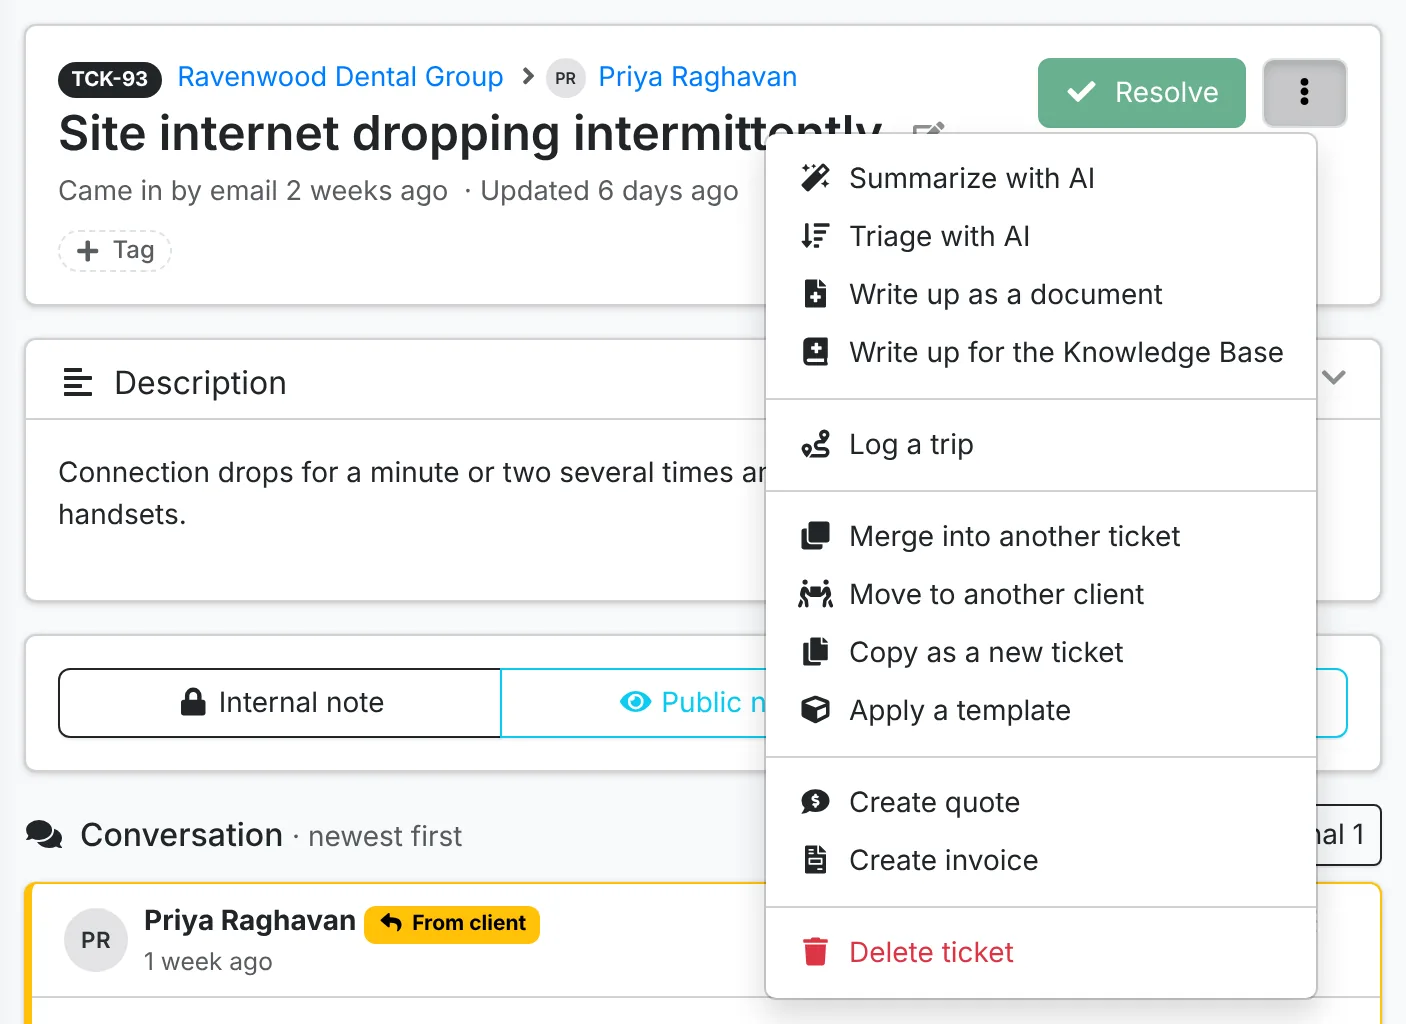 TCK-93 Ravenwood Dental Group PR Priya Raghavan
Resolve
Site internet dropping intermittently
Came in by email 2 weeks ago · Updated 6 days ago
Tag
Summarize with AI
Triage with AI
Write up as a document
Write up for the Knowledge Base
Log a trip
Merge into another ticket
Move to another client
Copy as a new ticket
Apply a template
Create quote
Create invoice
Delete ticket
Description
Connection drops for a minute or two several times
handsets.
Internal note
Public
Conversation · newest first
1
PR Priya Raghavan From client
1 week ago